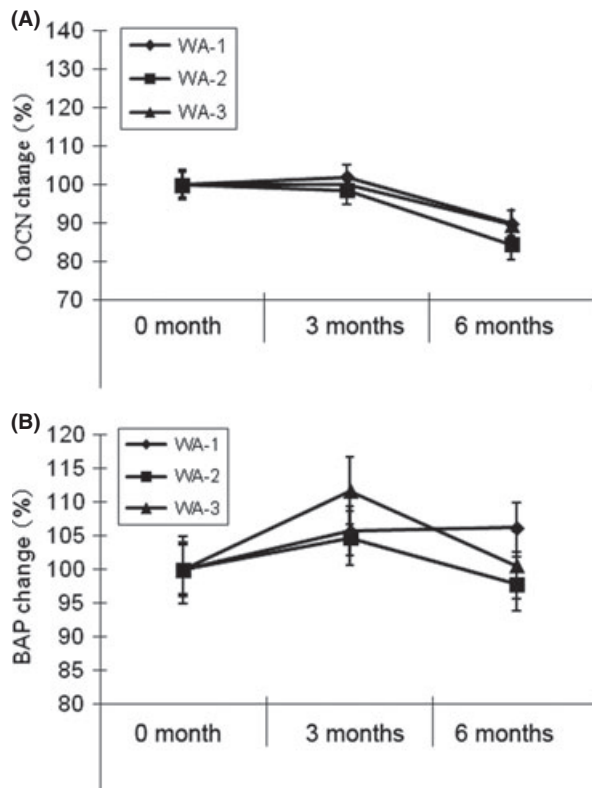 (A)
WA-1
WA-2
WA-3
OCN change (%)
140
130
120
110
100
90
80
70
0 month
3 months
6 months
(B)
WA-1
WA-2
WA-3
BAP change (%)
120
115
110
105
100
95
90
85
80
0 month
3 months
6 months